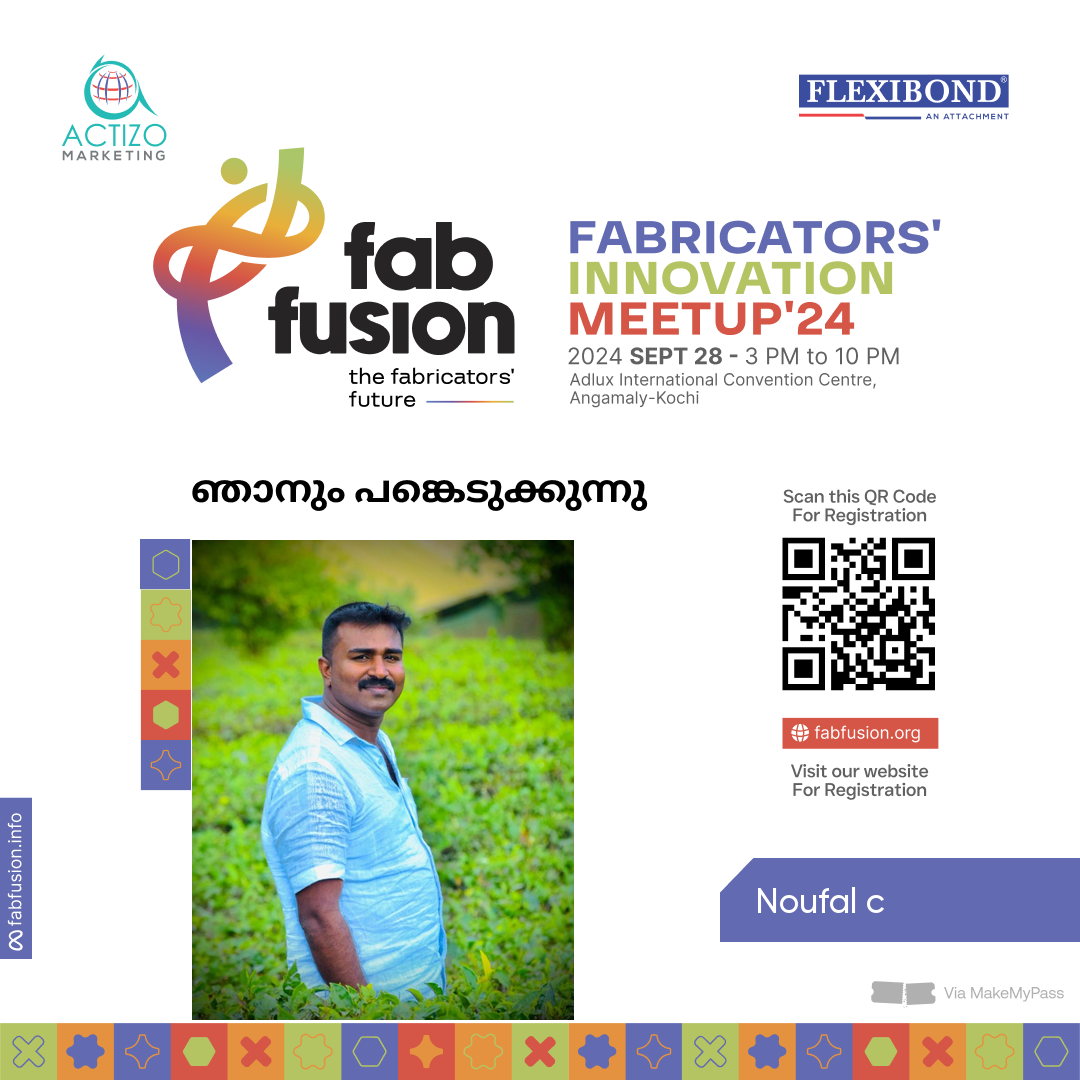 ACTIZO
MARKETING
FLEXIBOND®
AN ATTACHMENT
fab
fusion
the fabricators'
future
FABRICATORS'
INNOVATION
MEETUP'24
2024 SEPT 28 - 3 PM to 10 PM
Adlux International Convention Centre,
Angamaly-Kochi
ഞാനും പങ്കെടുക്കുന്നു
Scan this QR Code
For Registration
fabfusion.org
Visit our website
For Registration
fabfusion.info
Noufal c
Via MakeMyPass